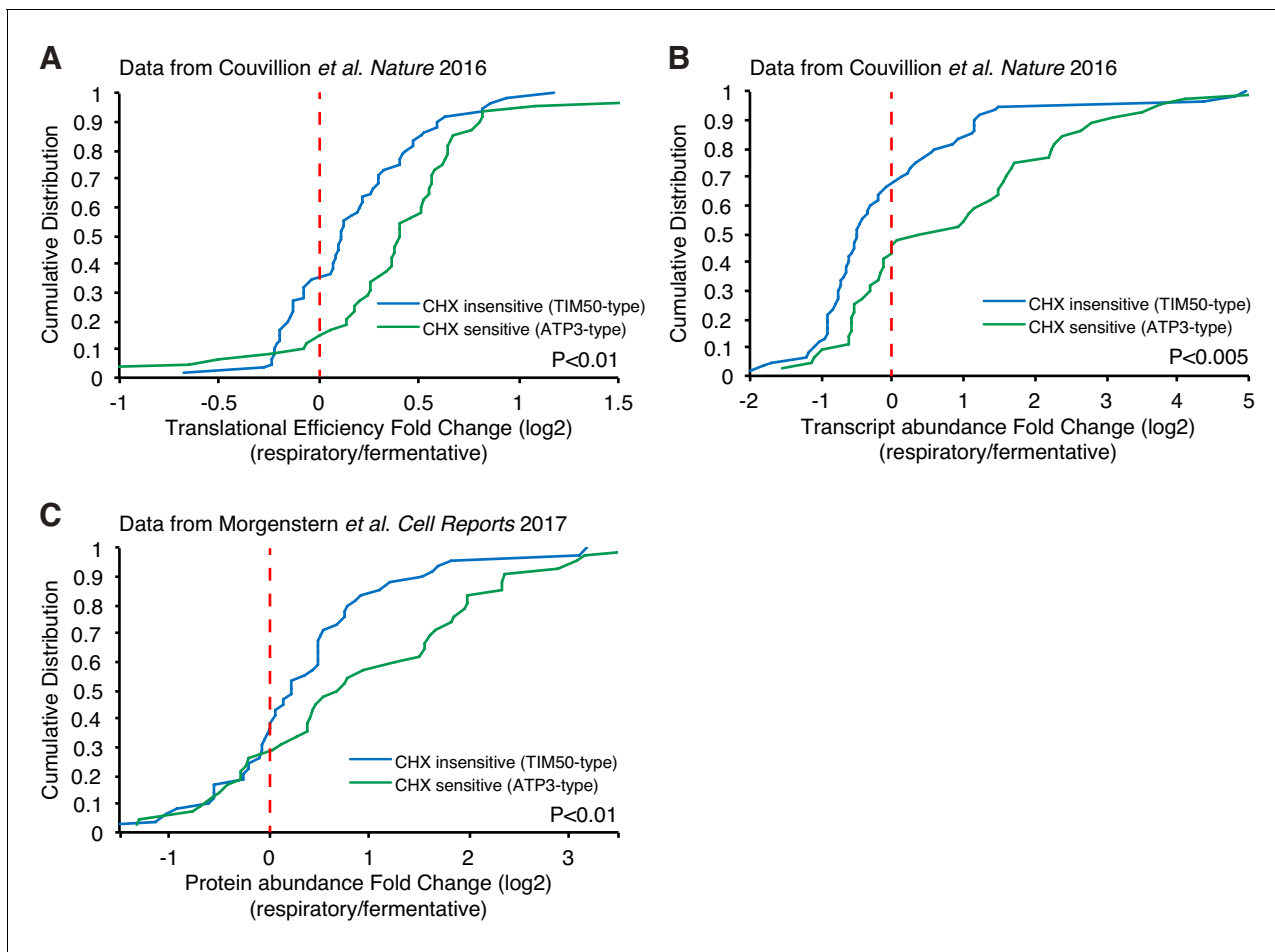 A
Data from Couvillion et al. Nature 2016
1
0.9
0.8
0.7
0.6
0.5
0.4
0.3
0.2
0.1
0
Cumulative Distribution
CHX insensitive (TIM50-type)
CHX sensitive (ATP3-type)
P<0.01
-1 -0.5 0 0.5 1 1.5
Translational Efficiency Fold Change (log2)
(respiratory/fermentative)
B
Data from Couvillion et al. Nature 2016
1
0.9
0.8
0.7
0.6
0.5
0.4
0.3
0.2
0.1
0
Cumulative Distribution
CHX insensitive (TIM50-type)
CHX sensitive (ATP3-type)
P<0.005
-2 -1 0 1 2 3 4 5
Transcript abundance Fold Change (log2)
(respiratory/fermentative)
C
Data from Morgenstern et al. Cell Reports 2017
1
0.9
0.8
0.7
0.6
0.5
0.4
0.3
0.2
0.1
0
Cumulative Distribution
CHX insensitive (TIM50-type)
CHX sensitive (ATP3-type)
P<0.01
-1 0 1 2 3
Protein abundance Fold Change (log2)
(respiratory/fermentative)